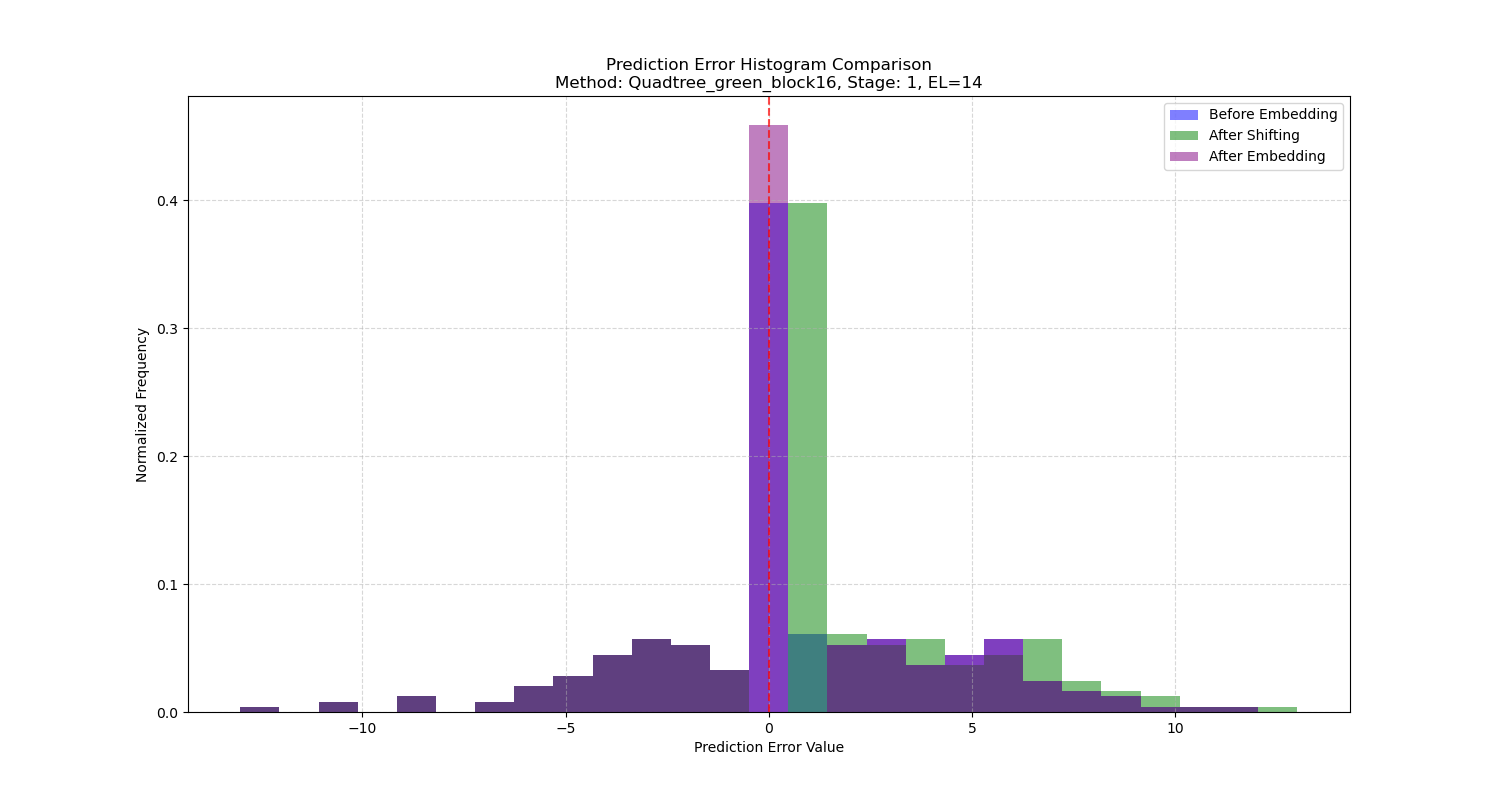 Prediction Error Histogram Comparison
Method: Quadtree_green_block16, Stage: 1, EL=14
Before Embedding
After Shifting
After Embedding
Normalized Frequency
0.4
0.3
0.2
0.1
0.0
−10
−5
0
5
10
Prediction Error Value